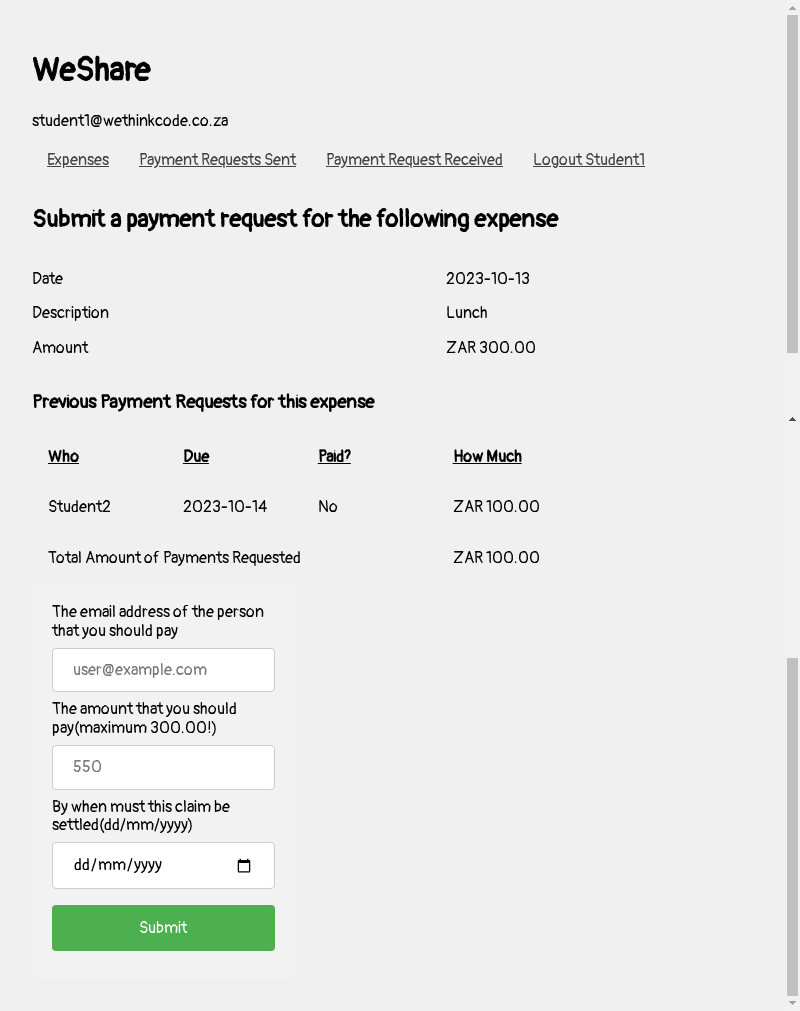 WeShare
student1@wethinkcode.co.za
Expenses Payment Requests Sent Payment Request Received Logout Student1
Submit a payment request for the following expense
Date 2023-10-13
Description Lunch
Amount ZAR 300.00
Previous Payment Requests for this expense
Who Due Paid? How Much
Student2 2023-10-14 No ZAR 100.00
Total Amount of Payments Requested ZAR 100.00
The email address of the person
that you should pay
user@example.com
The amount that you should
pay(maximum 300.00!)
550
By when must this claim be
settled(dd/mm/yyyy)
dd/mm/yyyy
Submit